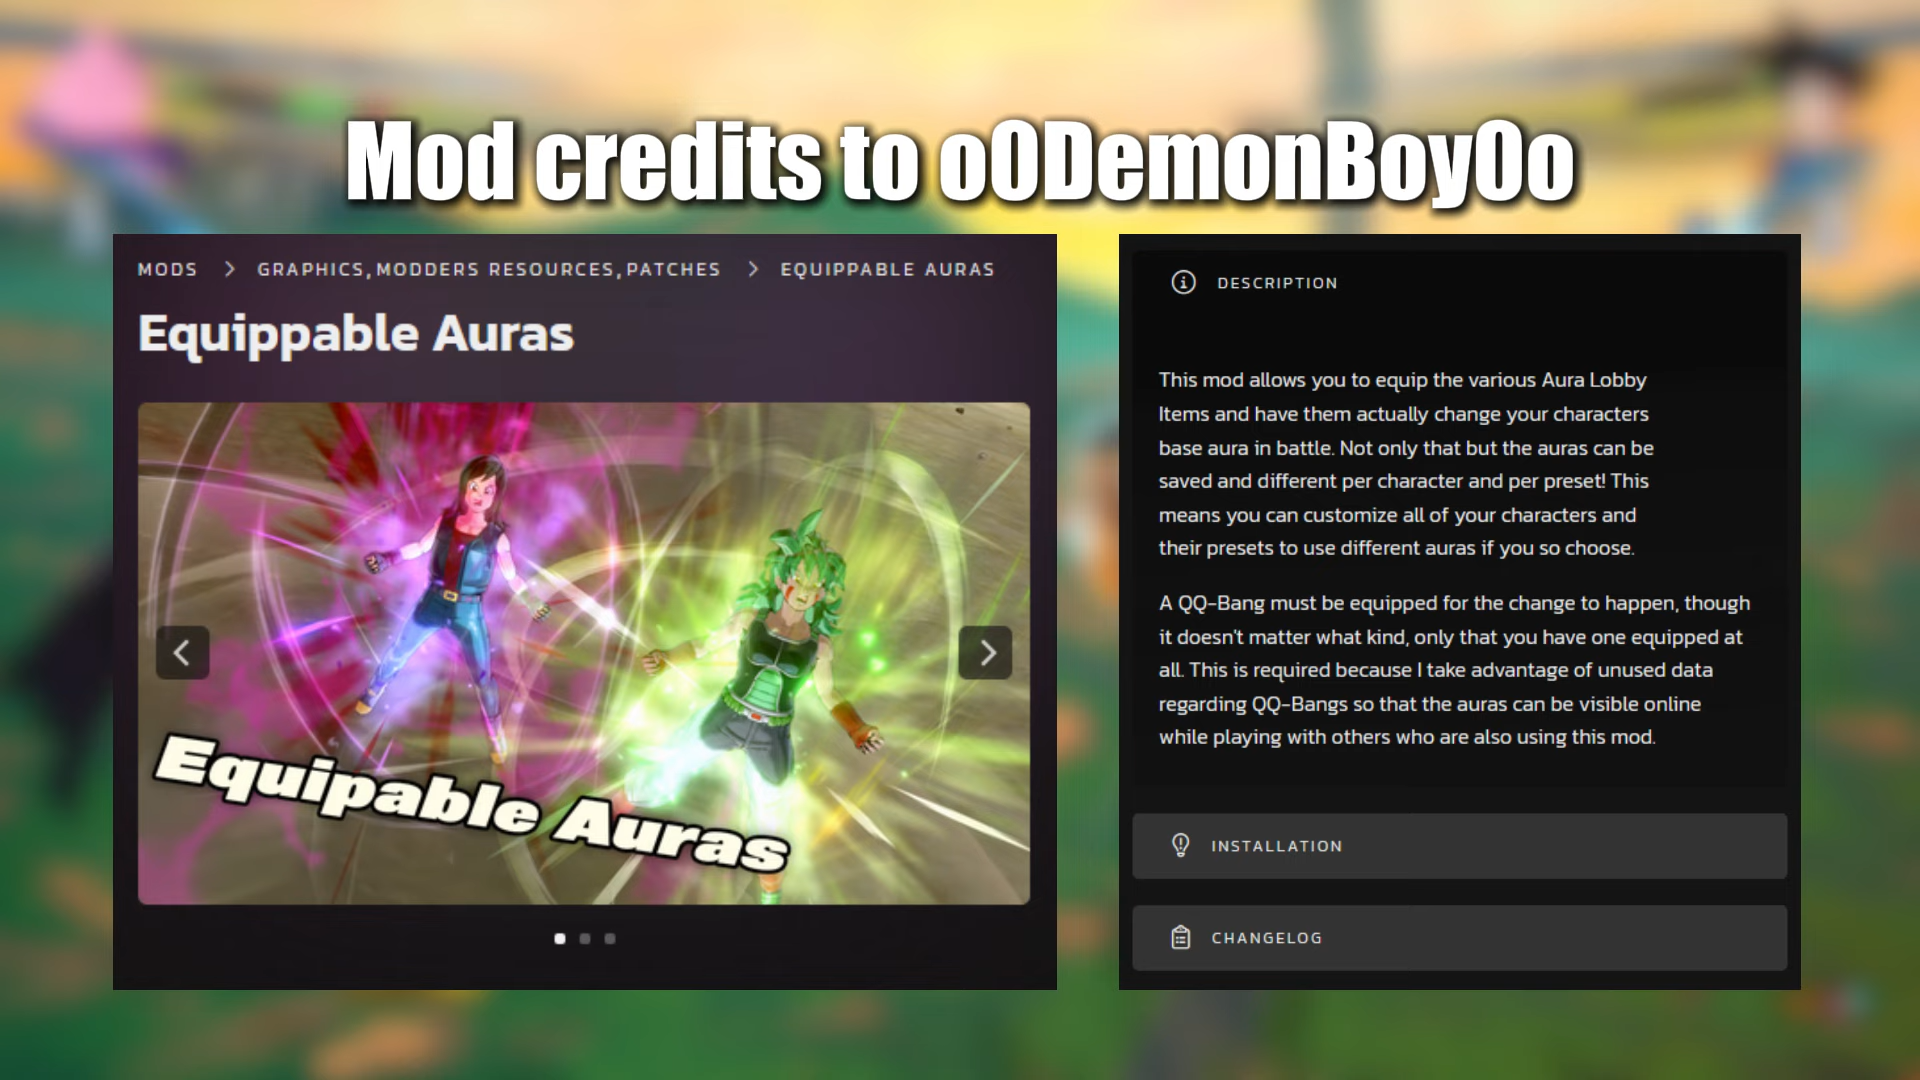 Mod credits to oODemonBoyOo
MODS > GRAPHICS,MODDERS RESOURCES,PATCHES > EQUIPPABLE AURAS
Equippable Auras
Equipable Auras
DESCRIPTION
This mod allows you to equip the various Aura Lobby
Items and have them actually change your characters
base aura in battle. Not only that but the auras can be
saved and different per character and per preset! This
means you can customize all of your characters and
their presets to use different auras if you so choose.
A QQ-Bang must be equipped for the change to happen, though
it doesn't matter what kind, only that you have one equipped at
all. This is required because I take advantage of unused data
regarding QQ-Bangs so that the auras can be visible online
while playing with others who are also using this mod.
INSTALLATION
CHANGELOG